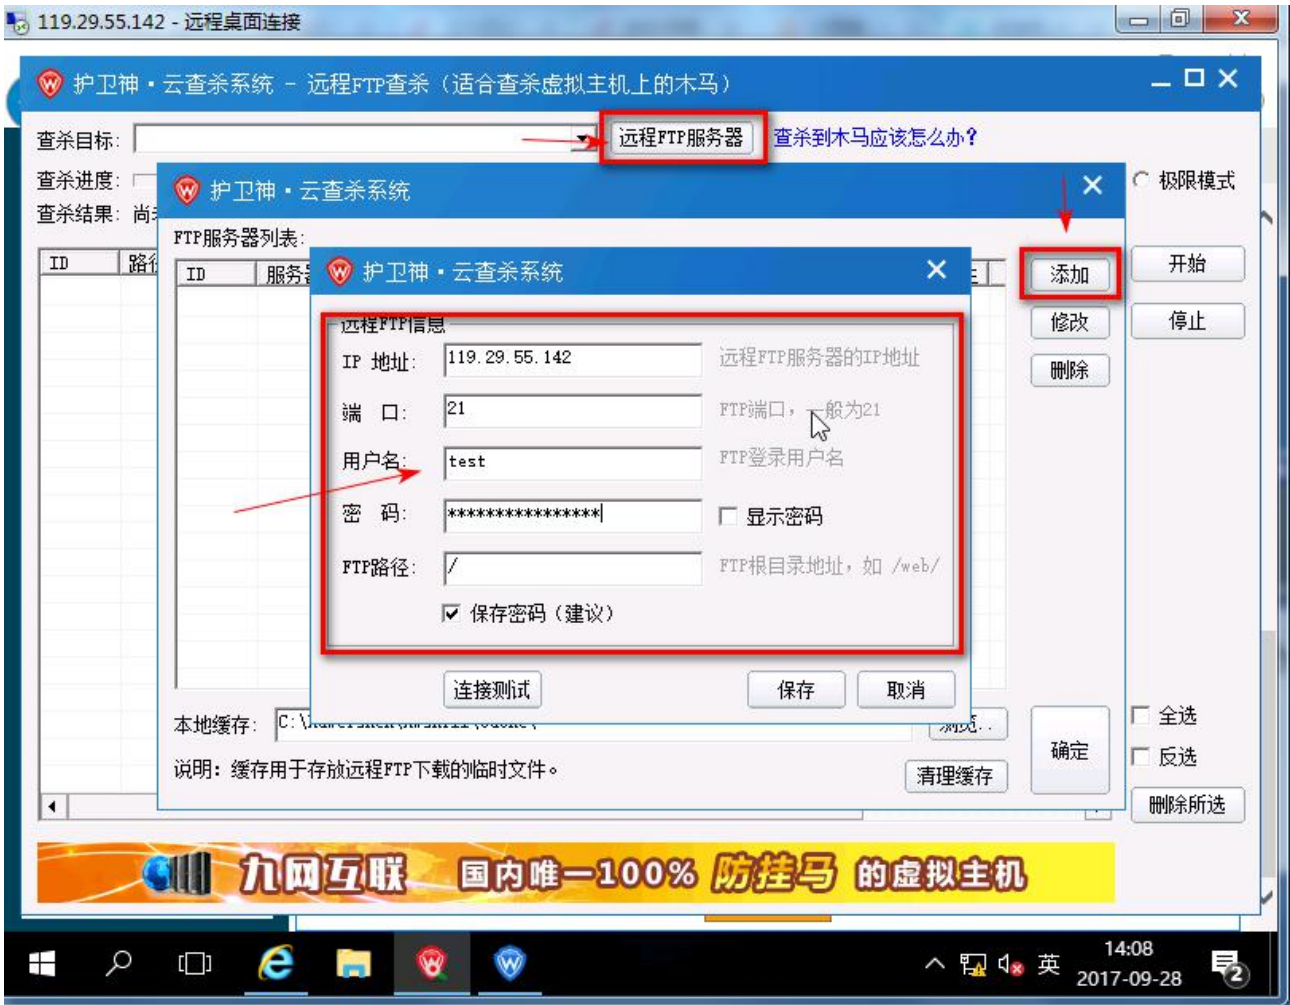 119.29.55.142 - 远程桌面连接
护卫神·云查杀系统 - 远程FTP查杀（适合查杀虚拟主机上的木马）
查杀目标:
远程FTP服务器
查杀到木马应该怎么办?
查杀进度:
极限模式
查杀结果: 尚
护卫神·云查杀系统
FTP服务器列表:
ID
路径
ID
服务器
护卫神·云查杀系统
添加
开始
修改
停止
删除
远程FTP信息
IP 地址:
119.29.55.142
远程FTP服务器的IP地址
端 口:
21
FTP端口，一般为21
用户名:
test
FTP登录用户名
密 码:
****************
显示密码
FTP路径:
/
FTP根目录地址，如 /web/
保存密码（建议）
连接测试
保存
取消
本地缓存:
C:\
浏览..
全选
确定
反选
说明: 缓存用于存放远程FTP下载的临时文件。
清理缓存
删除所选
九网互联 国内唯一100% 防挂马 的虚拟主机
英
14:08
2017-09-28
2